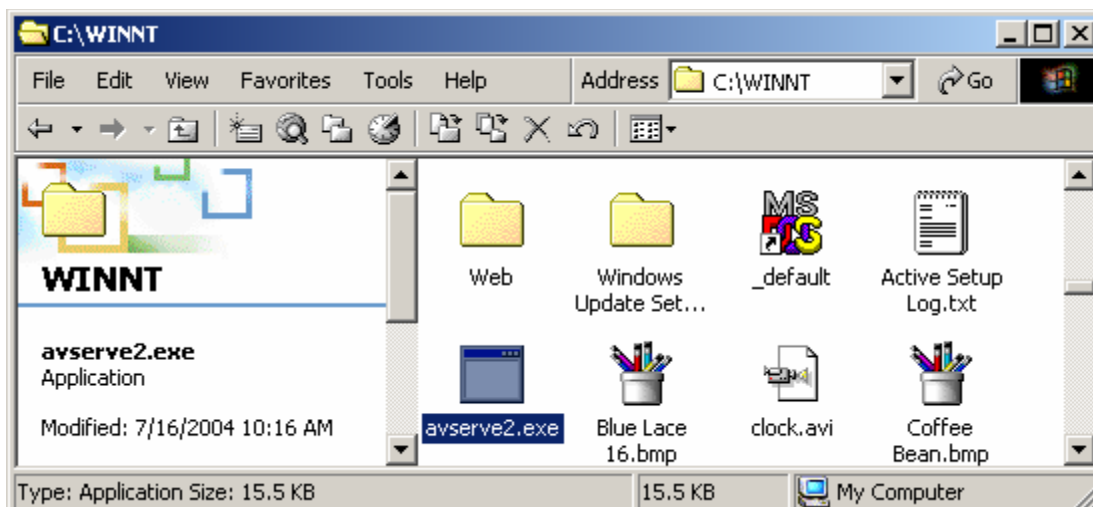 C:\WINNT
File Edit View Favorites Tools Help Address C:\WINNT Go
WINNT
avserve2.exe
Application
Modified: 7/16/2004 10:16 AM
Web
Windows
Update Set...
MS
DOS
_default
Active Setup
Log.txt
avserve2.exe
Blue Lace
16.bmp
clock.avi
Coffee
Bean.bmp
Type: Application Size: 15.5 KB 15.5 KB My Computer